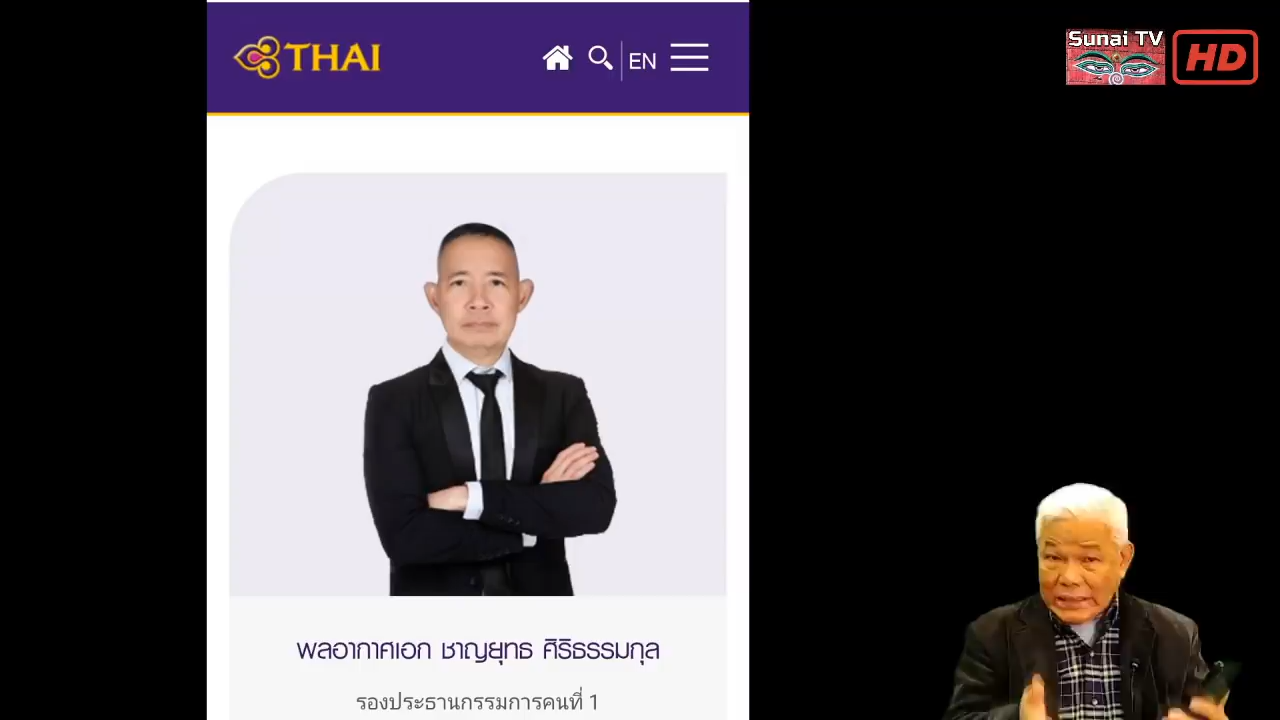 THAI
EN
Sunai TV
HD
พลอากาศเอก ชาญยุทธ ศิริธรรมกุล
รองประธานกรรมการคนที่ 1